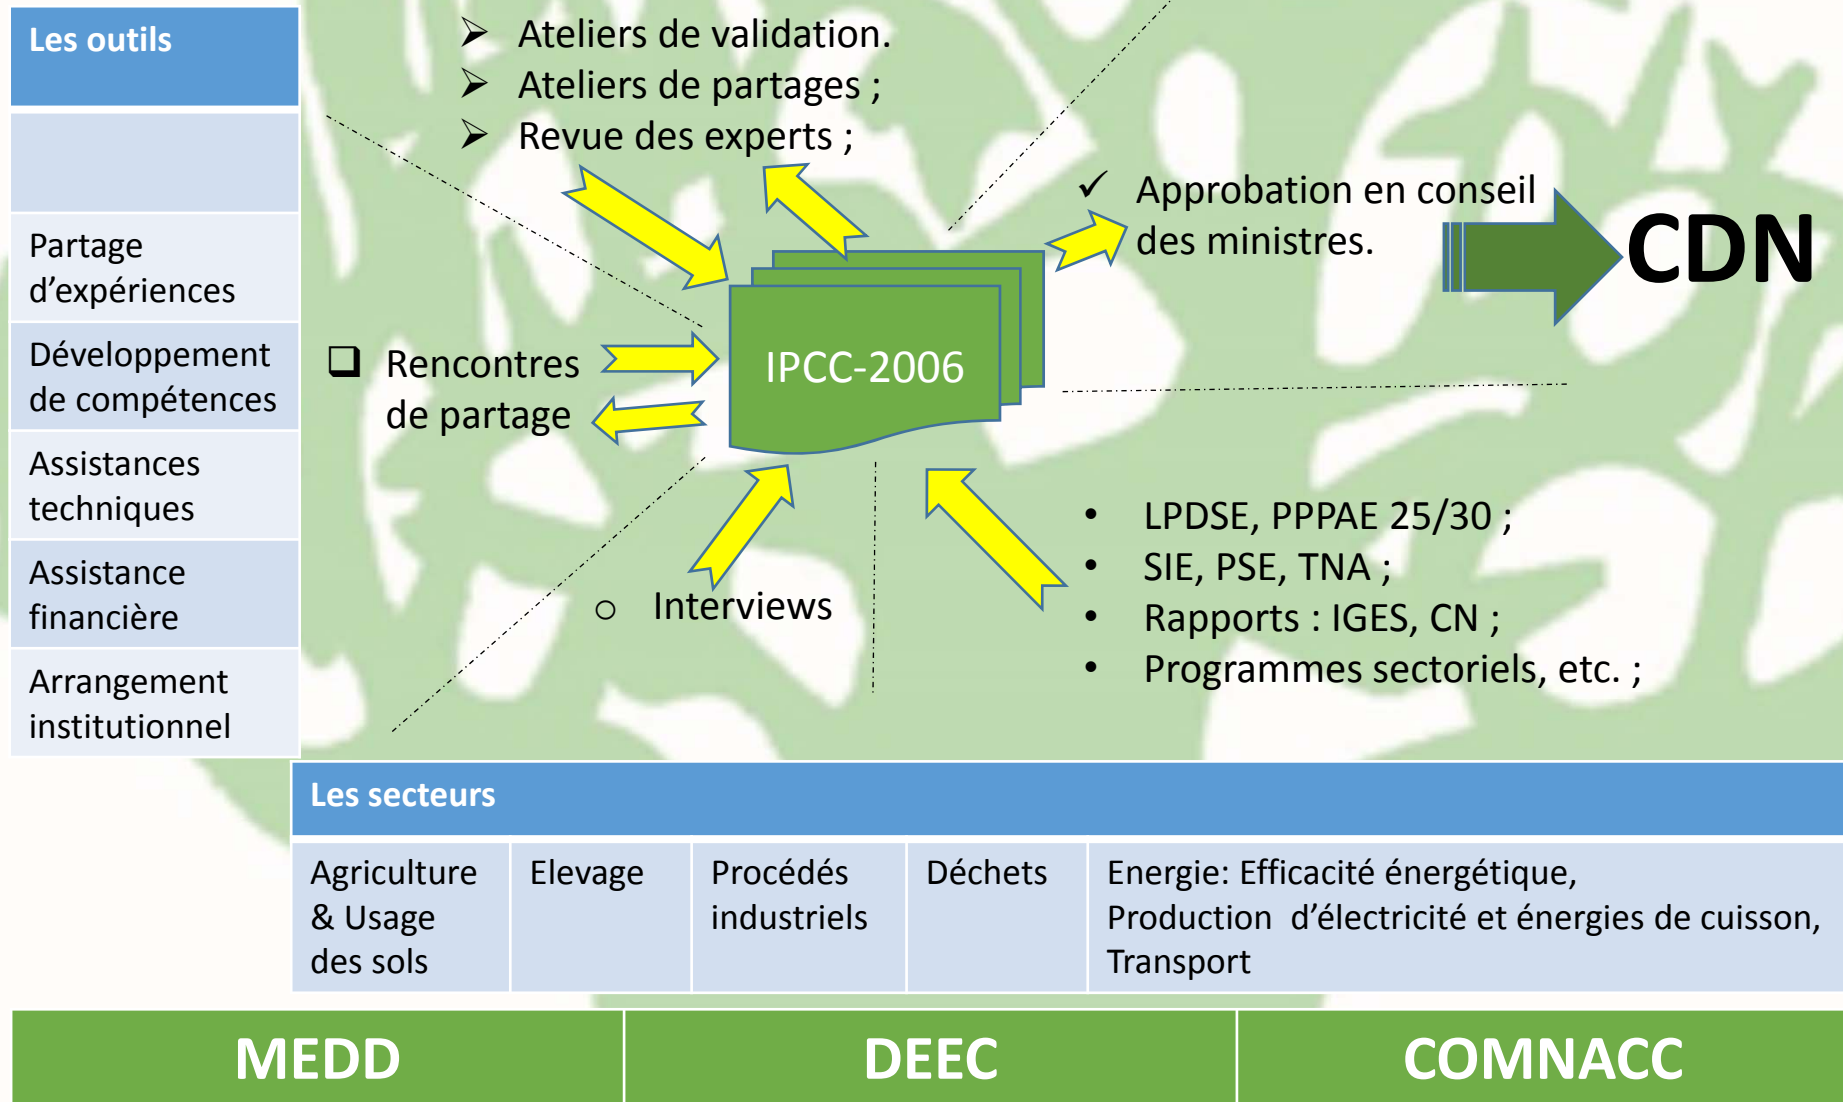 Les outils
Partage
d’expériences
Développement
de compétences
Assistances
techniques
Assistance
financière
Arrangement
institutionnel
➢ Ateliers de validation.
➢ Ateliers de partages ;
➢ Revue des experts ;
✓ Approbation en conseil
des ministres.
CDN
❑ Rencontres
de partage
IPCC-2006
o Interviews
• LPDSE, PPPAE 25/30 ;
• SIE, PSE, TNA ;
• Rapports : IGES, CN ;
• Programmes sectoriels, etc. ;
Les secteurs
Agriculture
& Usage
des sols
Elevage
Procédés
industriels
Déchets
Energie: Efficacité énergétique,
Production d’électricité et énergies de cuisson,
Transport
MEDD
DEEC
COMNACC